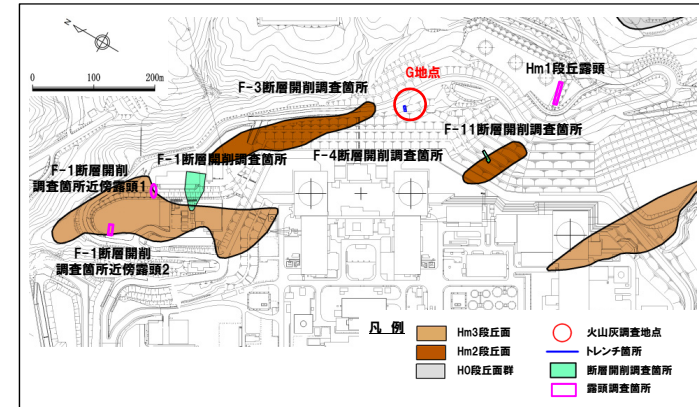 N
0 100 200m
G地点
Hm1段丘露頭
F-3断層開削調査箇所
F-11断層開削調査箇所
F-4断層開削調査箇所
F-1断層開削調査箇所
F-1断層開削
調査箇所近傍露頭1
F-1断層開削
調査箇所近傍露頭2
凡 例
Hm3段丘面
Hm2段丘面
H0段丘面群
火山灰調査地点
トレンチ箇所
断層開削調査箇所
露頭調査箇所